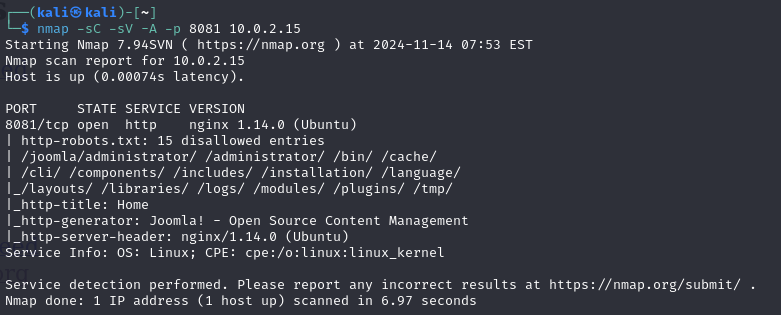 ┌──(kali㉿kali)-[~]
└─$ nmap -sC -sV -A -p 8081 10.0.2.15
Starting Nmap 7.94SVN ( https://nmap.org ) at 2024-11-14 07:53 EST
Nmap scan report for 10.0.2.15
Host is up (0.00074s latency).
PORT     STATE SERVICE VERSION
8081/tcp open  http    nginx 1.14.0 (Ubuntu)
| http-robots.txt: 15 disallowed entries
| /joomla/administrator/ /administrator/ /bin/ /cache/
| /cli/ /components/ /includes/ /installation/ /language/
|_/layouts/ /libraries/ /logs/ /modules/ /plugins/ /tmp/
|_http-title: Home
|_http-generator: Joomla! - Open Source Content Management
|_http-server-header: nginx/1.14.0 (Ubuntu)
Service Info: OS: Linux; CPE: cpe:/o:linux:linux_kernel
Service detection performed. Please report any incorrect results at https://nmap.org/submit/ .
Nmap done: 1 IP address (1 host up) scanned in 6.97 seconds